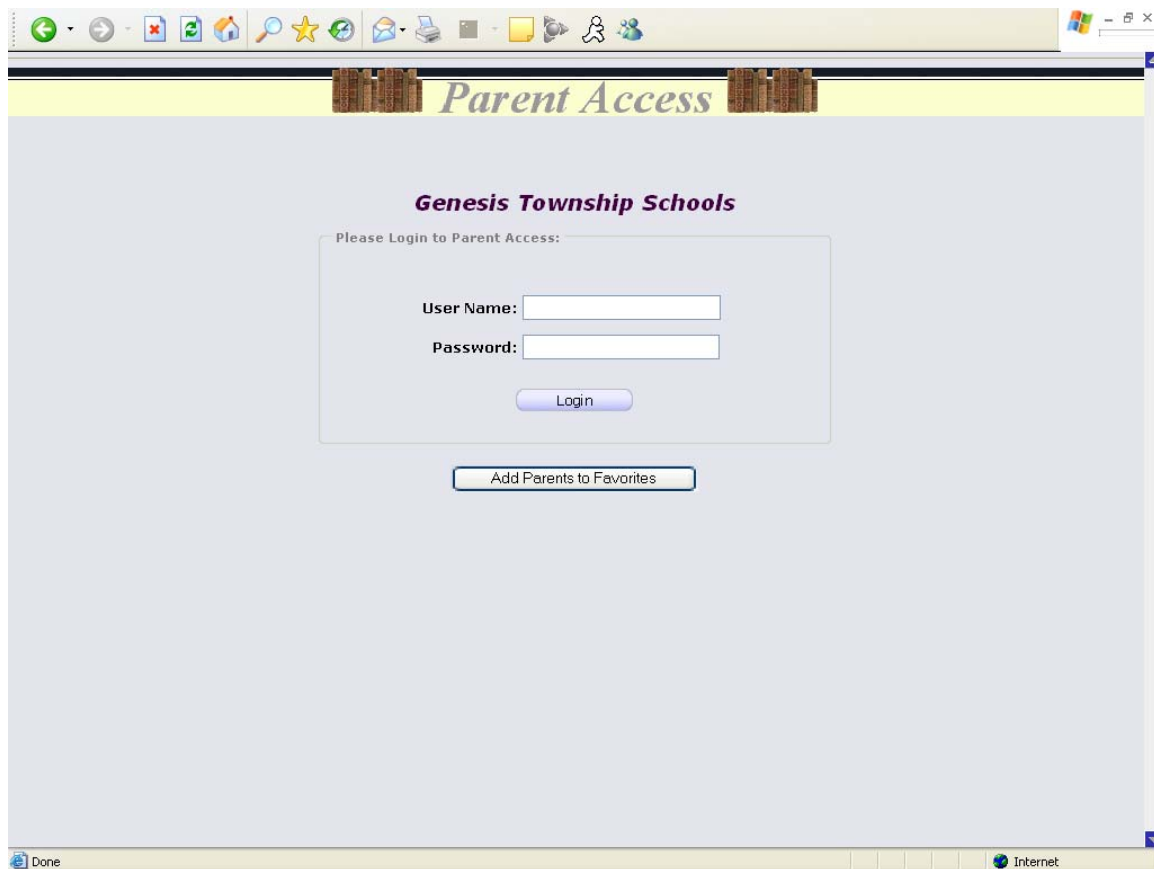 Parent Access
Genesis Township Schools
Please Login to Parent Access:
User Name:
Password:
Login
Add Parents to Favorites
Done
Internet